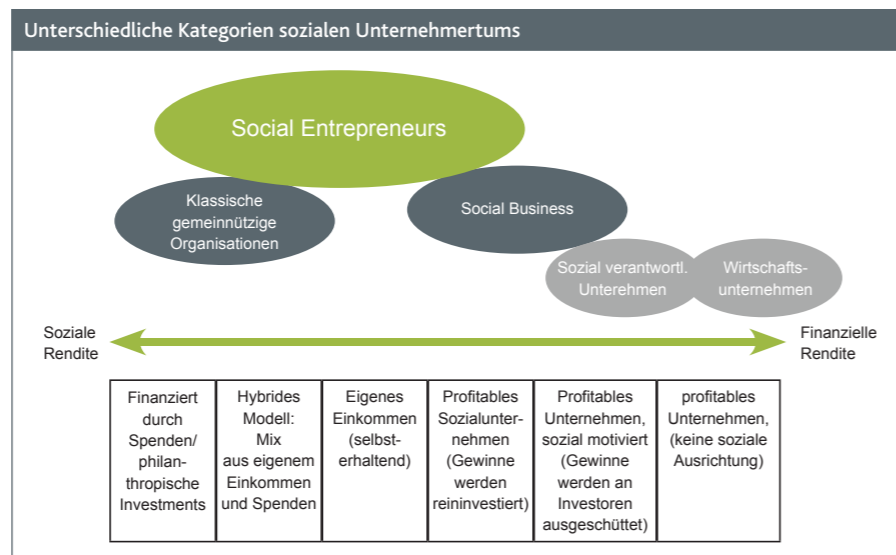 Unterschiedliche Kategorien sozialen Unternehmertums
Social Entrepreneurs
Klassische
gemeinnützige
Organisationen
Social Business
Sozial verantwortl.
Unterehmen
Wirtschafts-
unternehmen
Soziale
Rendite
Finanzielle
Rendite
Finanziert
durch
Spenden/
philan-
thropische
Investments
Hybrides
Modell:
Mix
aus eigenem
Einkommen
und Spenden
Eigenes
Einkommen
(selbst-
erhaltend)
Profitables
Sozialunter-
nehmen
(Gewinne
werden
reininvestiert)
Profitables
Unternehmen,
sozial motiviert
(Gewinne
werden an
Investoren
ausgeschüttet)
profitables
Unternehmen,
(keine soziale
Ausrichtung)